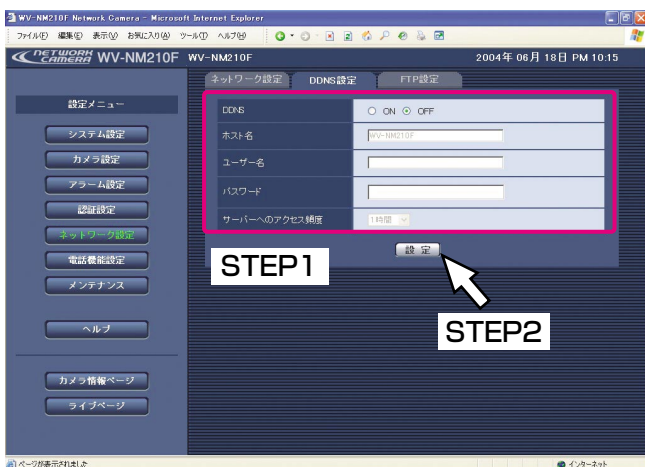 WV-NM210F Network Camera - Microsoft Internet Explorer
ファイル(F) 編集(E) 表示(V) お気に入り(A) ツール(T) ヘルプ(H)
NETWORK CAMERA WV-NM210F
WV-NM210F
2004年 06月 18日 PM 10:15
ネットワーク設定 DDNS設定 FTP設定
設定メニュー
システム設定
カメラ設定
アラーム設定
認証設定
ネットワーク設定
電話機能設定
メンテナンス
ヘルプ
カメラ情報ページ
ライブページ
DDNS ON OFF
ホスト名 WV-NM210F
ユーザー名
パスワード
サーバーへのアクセス頻度 1時間
設 定
STEP1
STEP2
ページが表示されました
インターネット